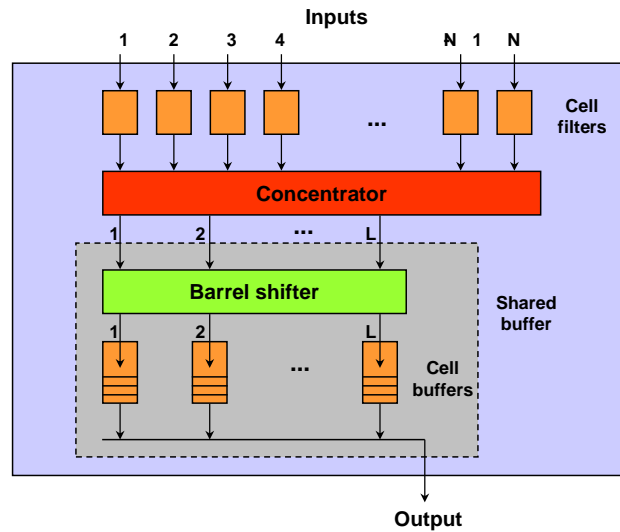 Inputs
1 2 3 4 N 1 N
Cell
filters
...
Concentrator
1 2 ... L
Barrel shifter
Shared
buffer
1 2 L
...
Cell
buffers
Output